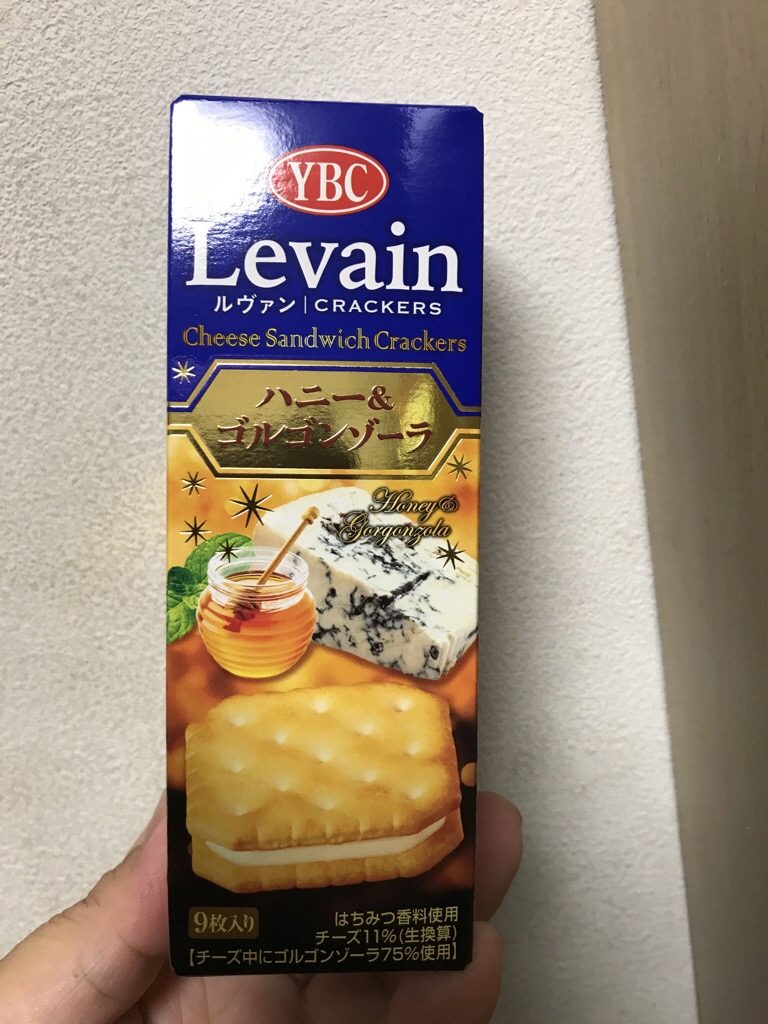 YBC
Levain
ルヴァン | CRACKERS
Cheese Sandwich Crackers
ハニー&
ゴルゴンゾーラ
Honey&
Gorgonzola
9枚入り
はちみつ香料使用
チーズ11%(生換算)
【チーズ中にゴルゴンゾーラ75%使用】